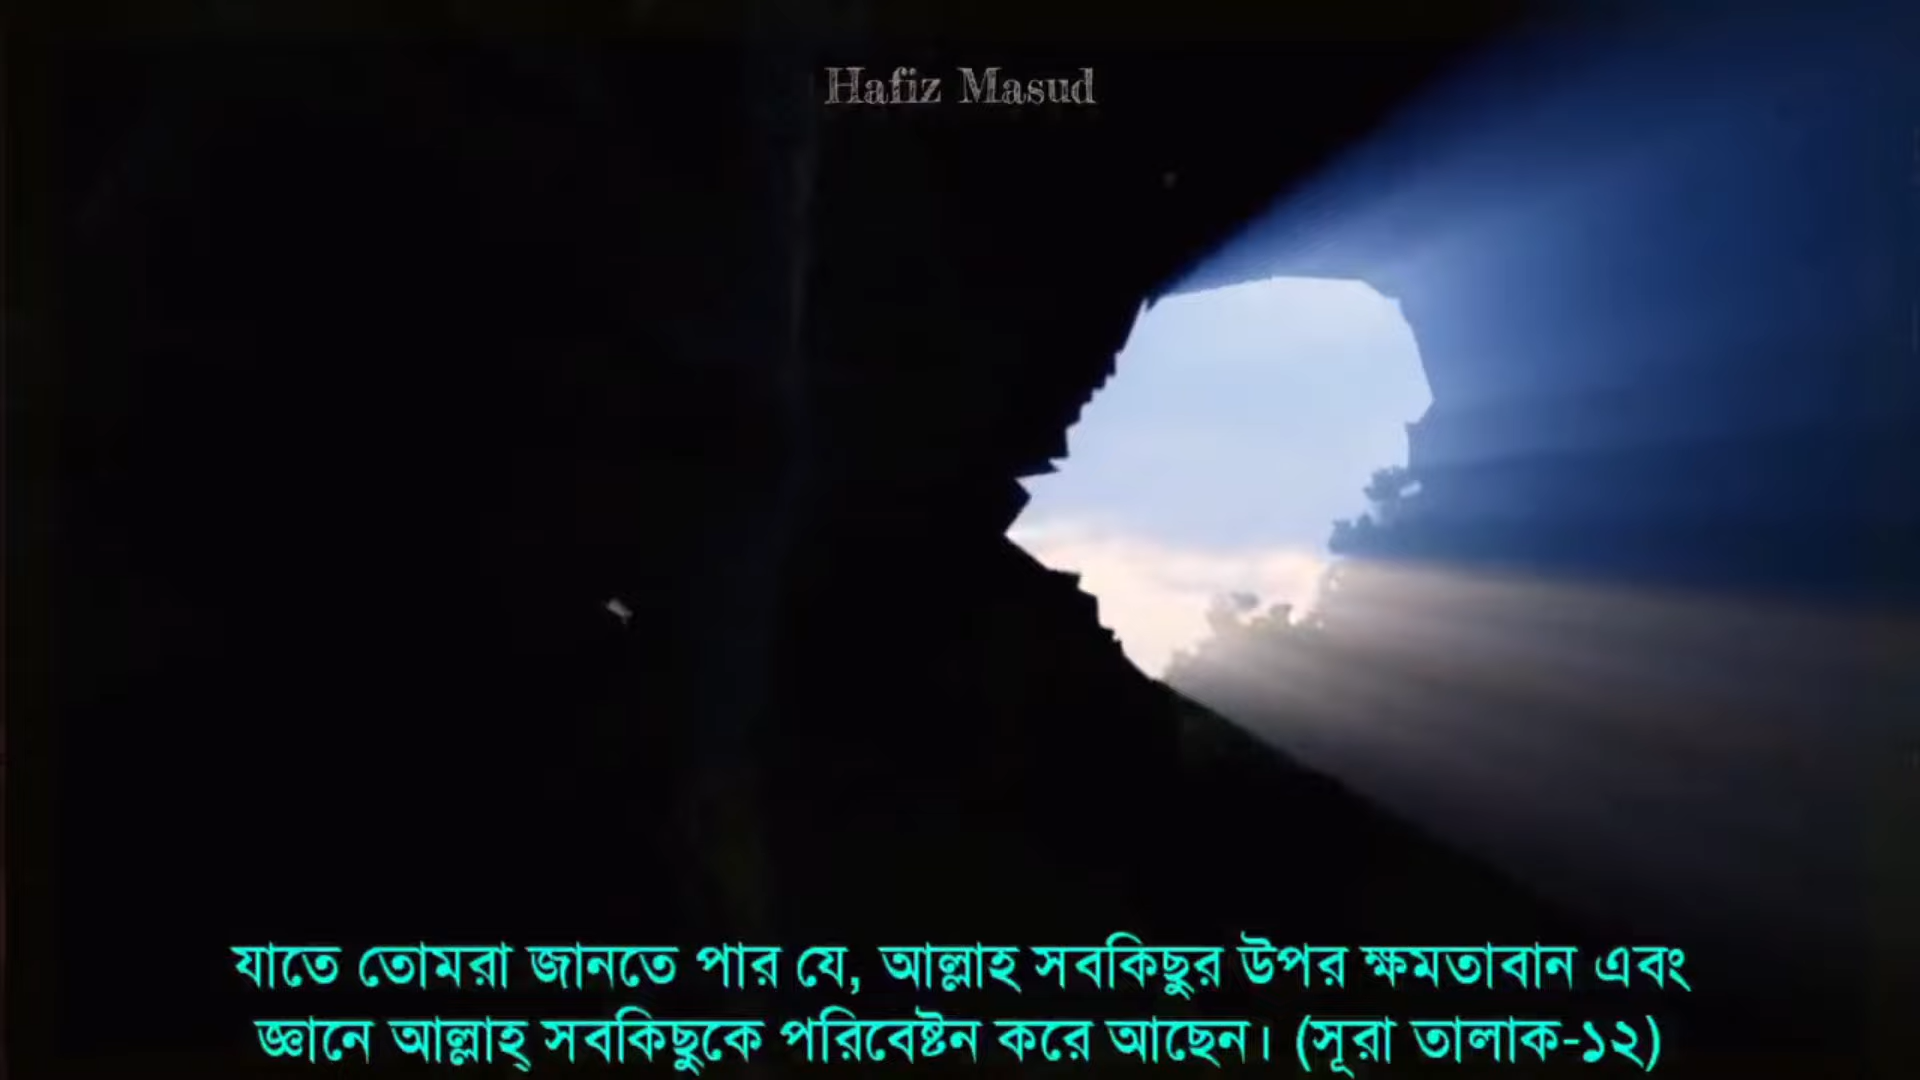 Hafiz Masud
যাতে তোমরা জানতে পার যে, আল্লাহ সবকিছুর উপর ক্ষমতাবান এবং
জ্ঞানে আল্লাহ্ সবকিছুকে পরিবেষ্টন করে আছেন। (সূরা তালাক-১২)